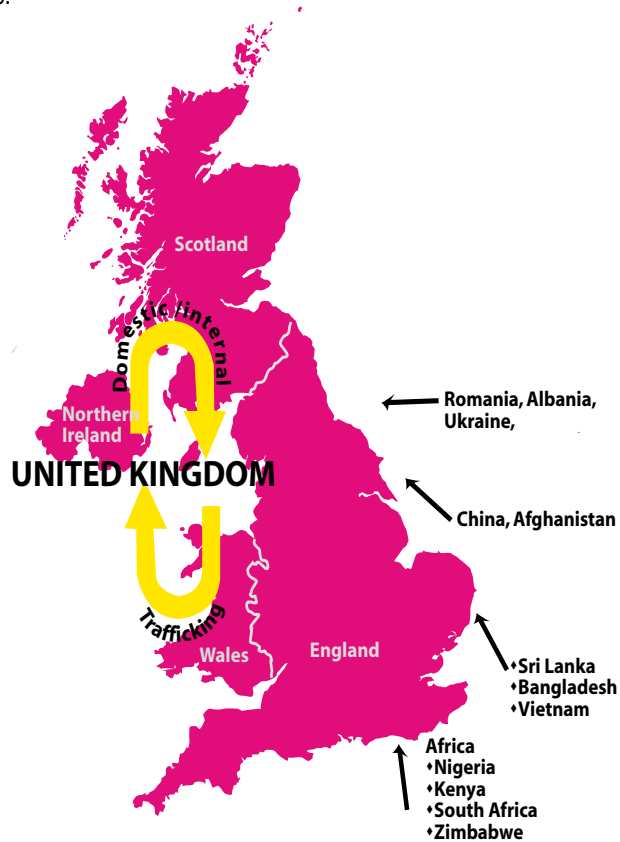 Scotland
Domestic /internal
Northern
Ireland
UNITED KINGDOM
Trafficking
Wales
England
Romania, Albania,
Ukraine,
China, Afghanistan
♦Sri Lanka
♦Bangladesh
♦Vietnam
Africa
♦Nigeria
♦Kenya
♦South Africa
♦Zimbabwe